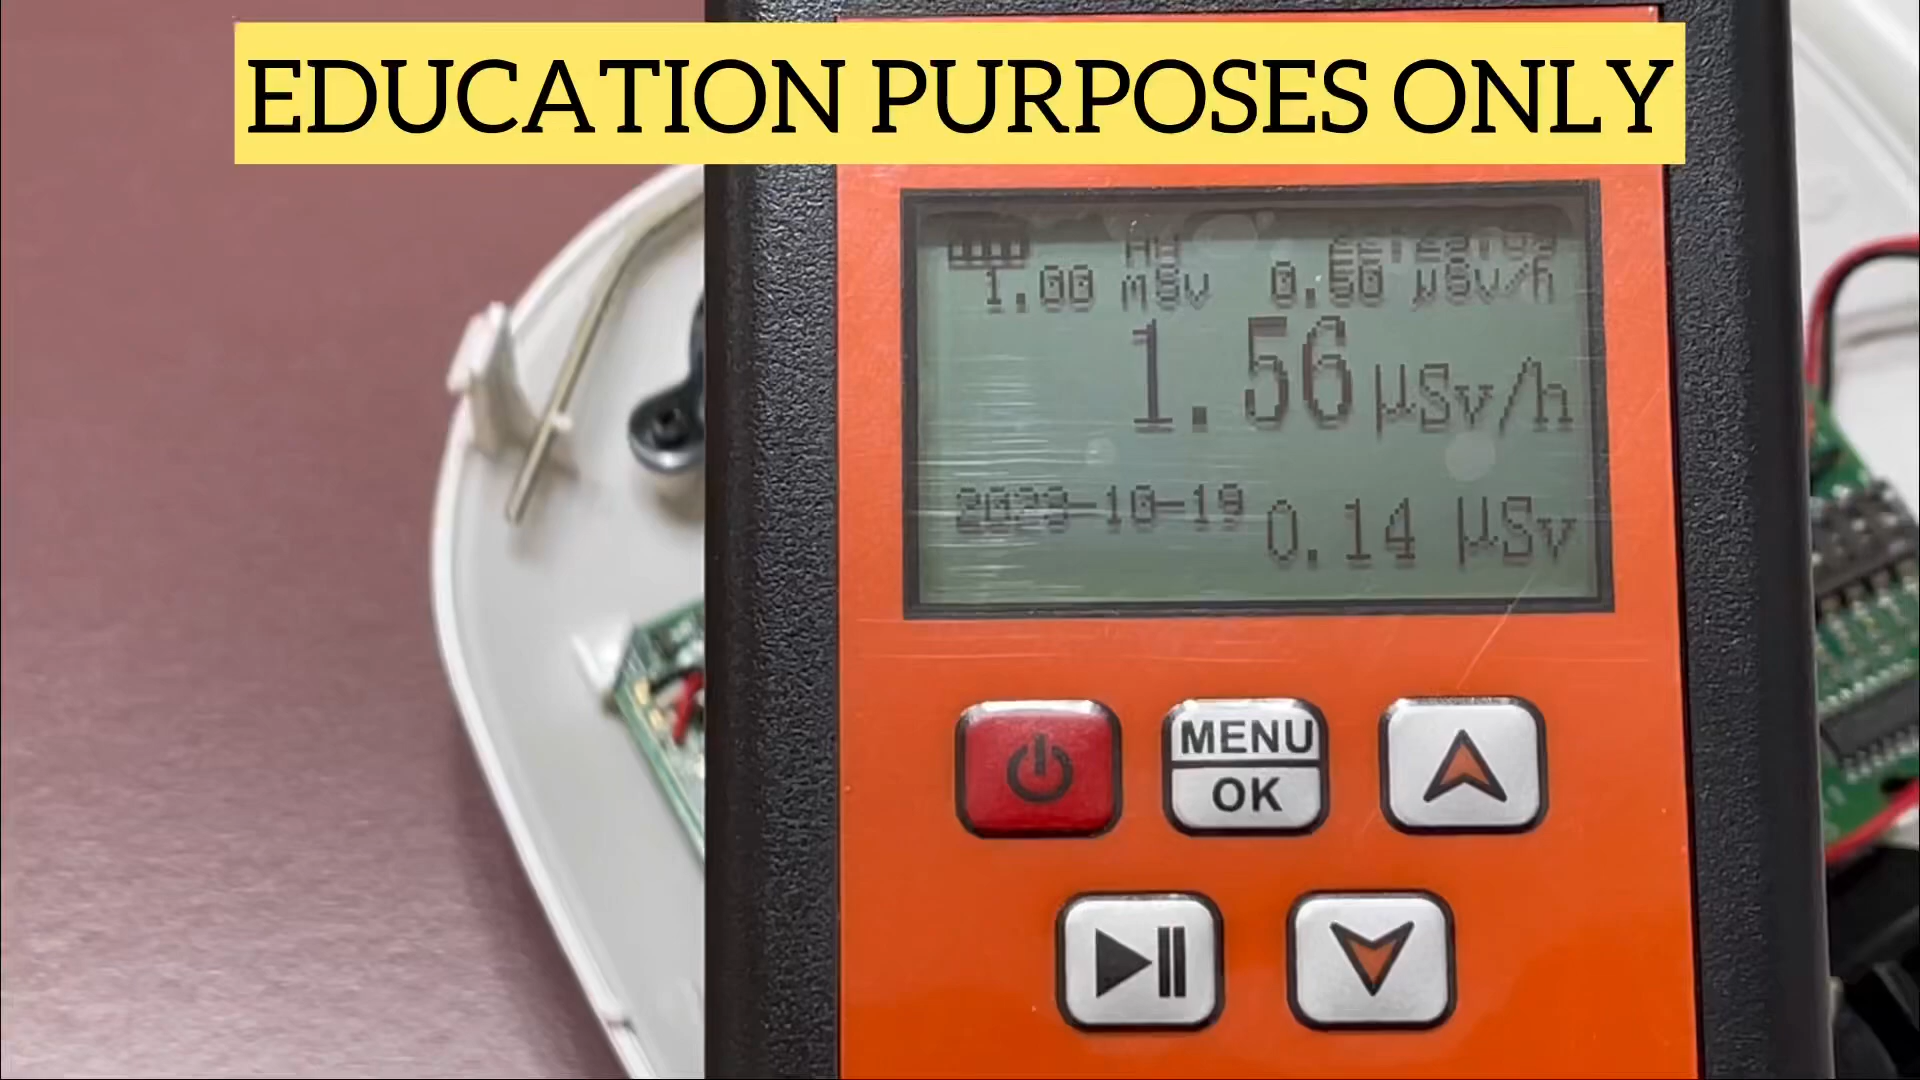 EDUCATION PURPOSES ONLY
1.00 mSv 0.50 µSv/h
1.56 µSv/h
2023-10-19 0.14 µSv
MENU
OK